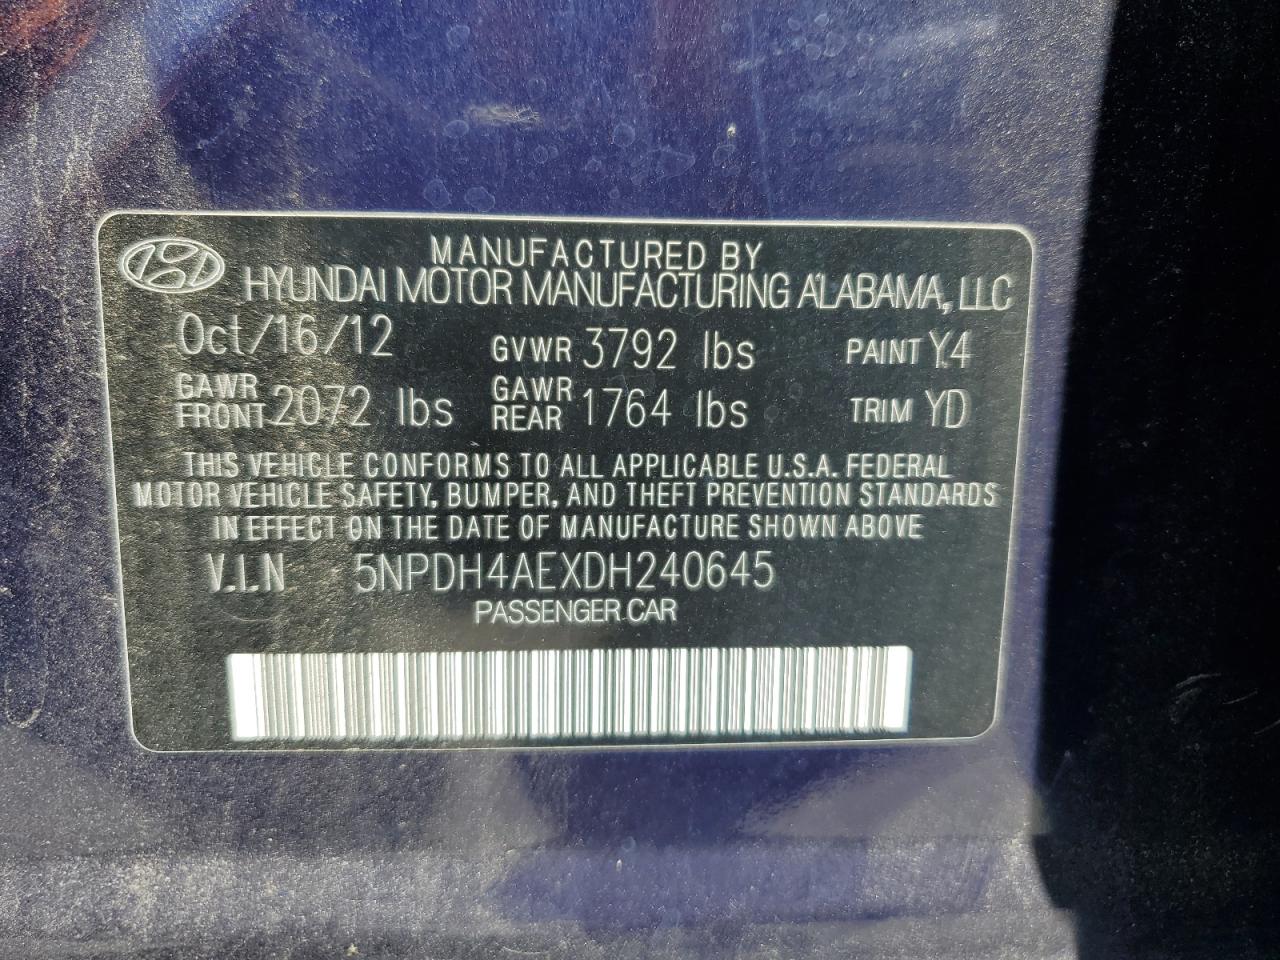 MANUFACTURED BY
HYUNDAI MOTOR MANUFACTURING ALABAMA, LLC
Oct/16/12 GVWR 3792 lbs PAINT Y4
GAWR FRONT 2072 lbs GAWR REAR 1764 lbs TRIM YD
THIS VEHICLE CONFORMS TO ALL APPLICABLE U.S.A. FEDERAL
MOTOR VEHICLE SAFETY, BUMPER, AND THEFT PREVENTION STANDARDS
IN EFFECT ON THE DATE OF MANUFACTURE SHOWN ABOVE
V.I.N 5NPDH4AEXDH240645
PASSENGER CAR